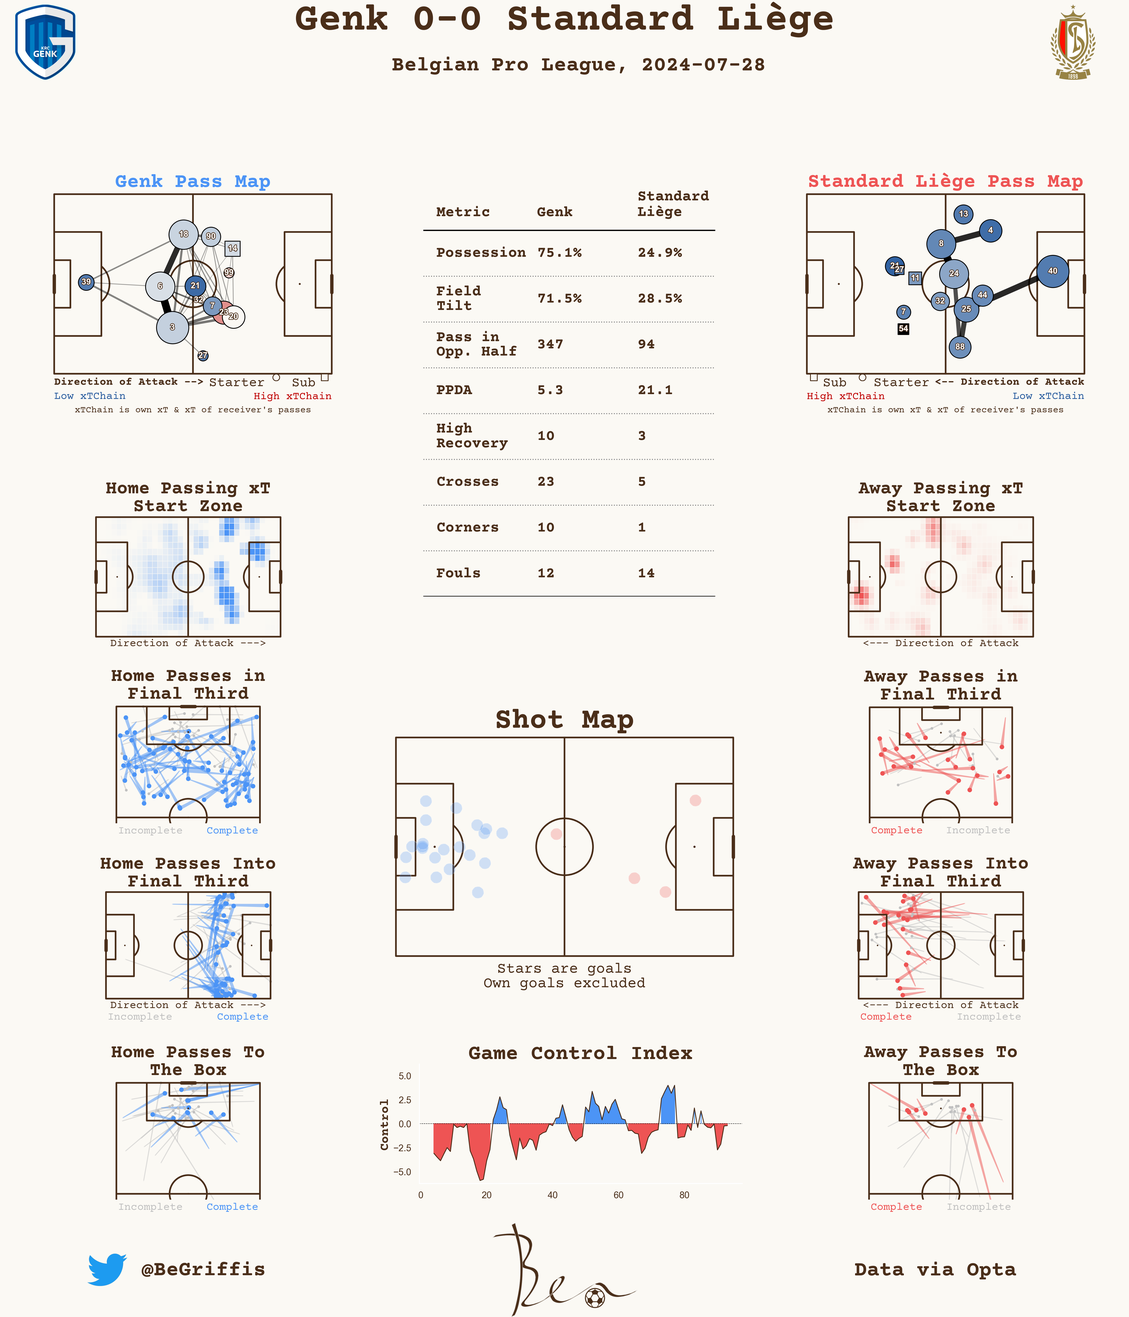 Genk 0-0 Standard Liège
Belgian Pro League, 2024-07-28
KRC
GENK
1898
Genk Pass Map
39
18
90
14
99
6
21
32
7
23
20
3
27
Direction of Attack --> Starter Sub
Low xTChain High xTChain
xTChain is own xT & xT of receiver's passes
Metric Genk Standard Liège
Possession 75.1% 24.9%
Field Tilt 71.5% 28.5%
Pass in Opp. Half 347 94
PPDA 5.3 21.1
High Recovery 10 3
Crosses 23 5
Corners 10 1
Fouls 12 14
Standard Liège Pass Map
13
4
8
21
27
11
24
40
32
44
7
25
54
88
Sub Starter <-- Direction of Attack
High xTChain Low xTChain
xTChain is own xT & xT of receiver's passes
Home Passing xT
Start Zone
Direction of Attack --->
Away Passing xT
Start Zone
<--- Direction of Attack
Home Passes in
Final Third
Incomplete Complete
Away Passes in
Final Third
Complete Incomplete
Shot Map
Stars are goals
Own goals excluded
Home Passes Into
Final Third
Direction of Attack --->
Incomplete Complete
Away Passes Into
Final Third
<--- Direction of Attack
Complete Incomplete
Home Passes To
The Box
Incomplete Complete
Game Control Index
Control
5.0
2.5
0.0
−2.5
−5.0
0 20 40 60 80
Away Passes To
The Box
Complete Incomplete
@BeGriffis
Bea
Data via Opta